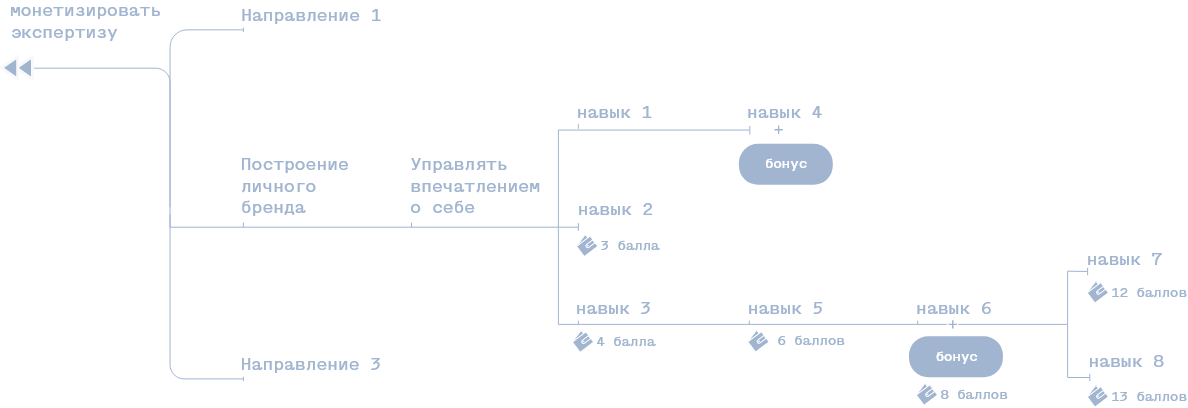 монетизировать
экспертизу
Направление 1
навык 1
навык 4
+
бонус
Построение
личного
бренда
Управлять
впечатлением
о себе
навык 2
3 балла
навык 3
4 балла
навык 5
6 баллов
навык 6
+
бонус
8 баллов
навык 7
12 баллов
навык 8
13 баллов
Направление 3